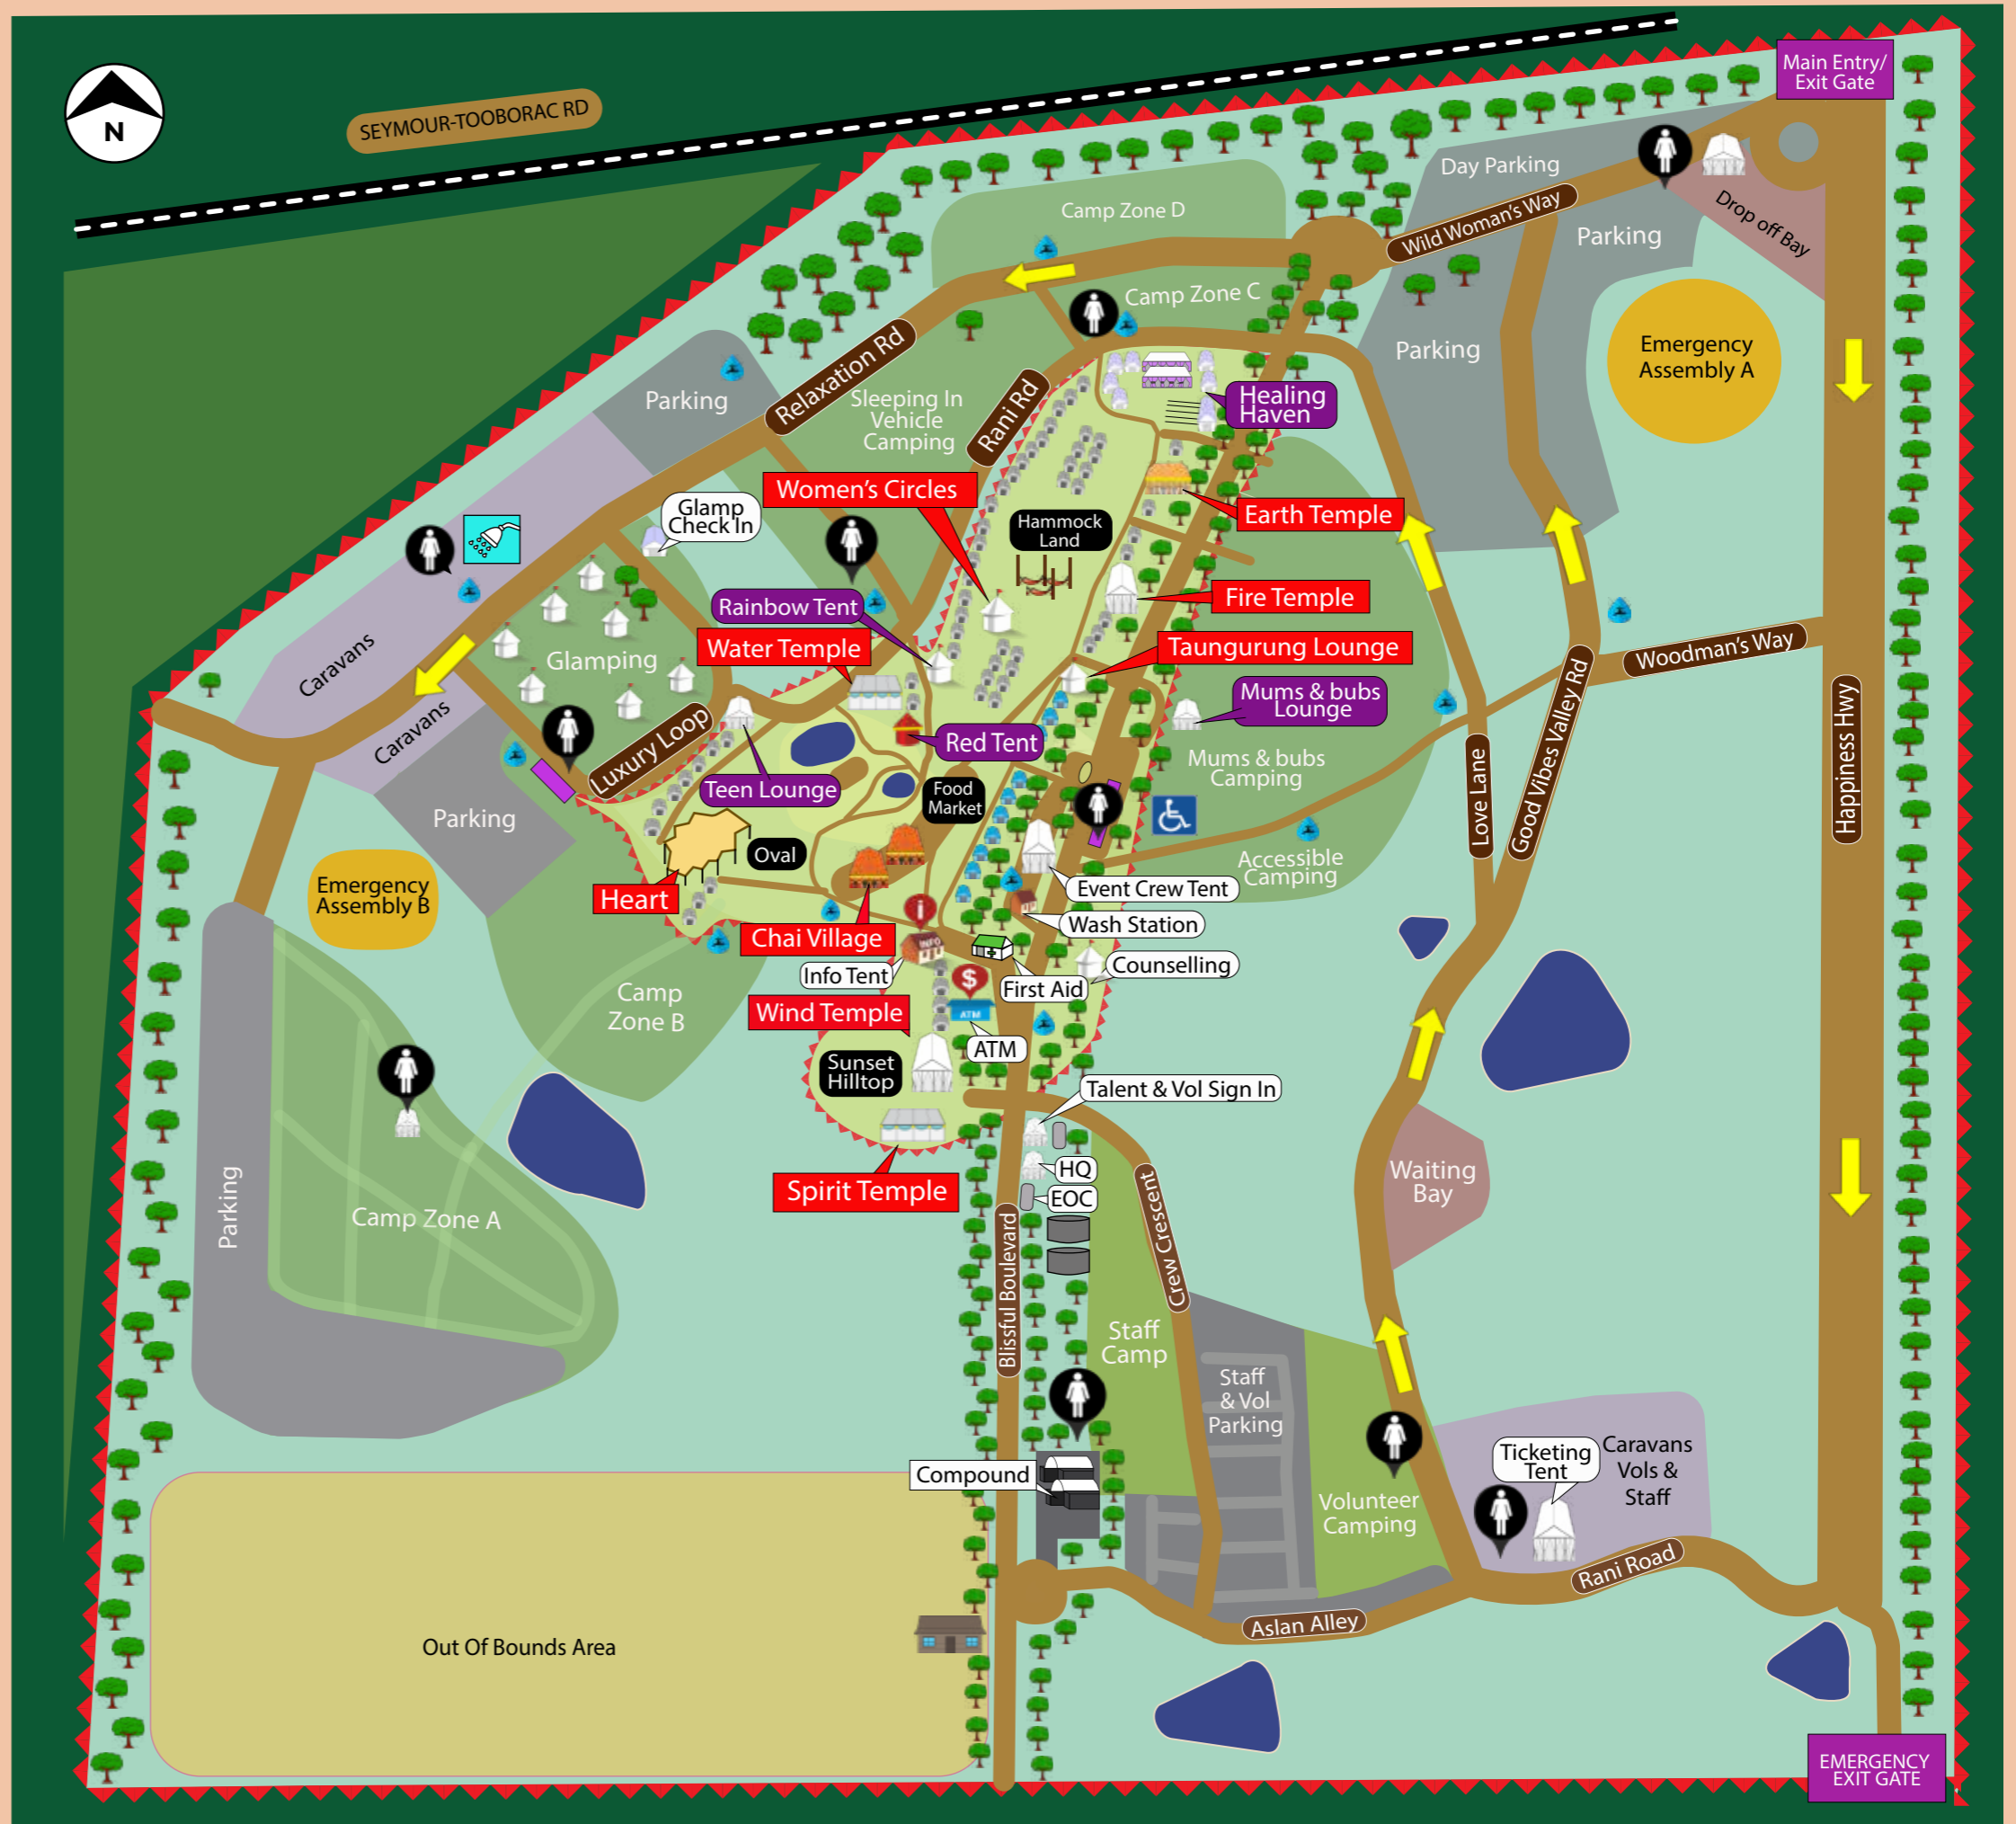 Main Entry/
Exit Gate
N
SEYMOUR-TOOBORAC RD
Day Parking
Drop off Bay
Wild Woman's Way
Parking
Camp Zone D
Camp Zone C
Parking
Emergency
Assembly A
Relaxation Rd
Parking
Sleeping In
Vehicle
Camping
Rani Rd
Healing
Haven
Women's Circles
Glamp
Check In
Hammock
Land
Earth Temple
Rainbow Tent
Fire Temple
Water Temple
Taungurung Lounge
Woodman's Way
Caravans
Glamping
Mums & bubs
Lounge
Caravans
Luxury Loop
Red Tent
Mums & bubs
Camping
Love Lane
Good Vibes Valley Rd
Happiness Hwy
Teen Lounge
Food
Market
Parking
Oval
Emergency
Assembly B
Heart
Accessible
Camping
Event Crew Tent
i
Wash Station
Chai Village
INFO
Info Tent
Counselling
First Aid
$
ATM
Camp
Zone B
Wind Temple
ATM
Sunset
Hilltop
Talent & Vol Sign In
HQ
EOC
Spirit Temple
Waiting
Bay
Parking
Camp Zone A
Blissful Boulevard
Crew Crescent
Staff
Camp
Staff
& Vol
Parking
Compound
Ticketing
Tent
Caravans
Vols &
Staff
Volunteer
Camping
Rani Road
Aslan Alley
Out Of Bounds Area
EMERGENCY
EXIT GATE